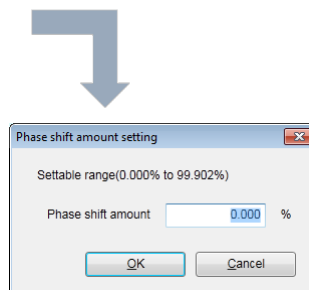 Phase shift amount setting
Settable range(0.000% to 99.902%)
Phase shift amount 0.000 %
OK Cancel